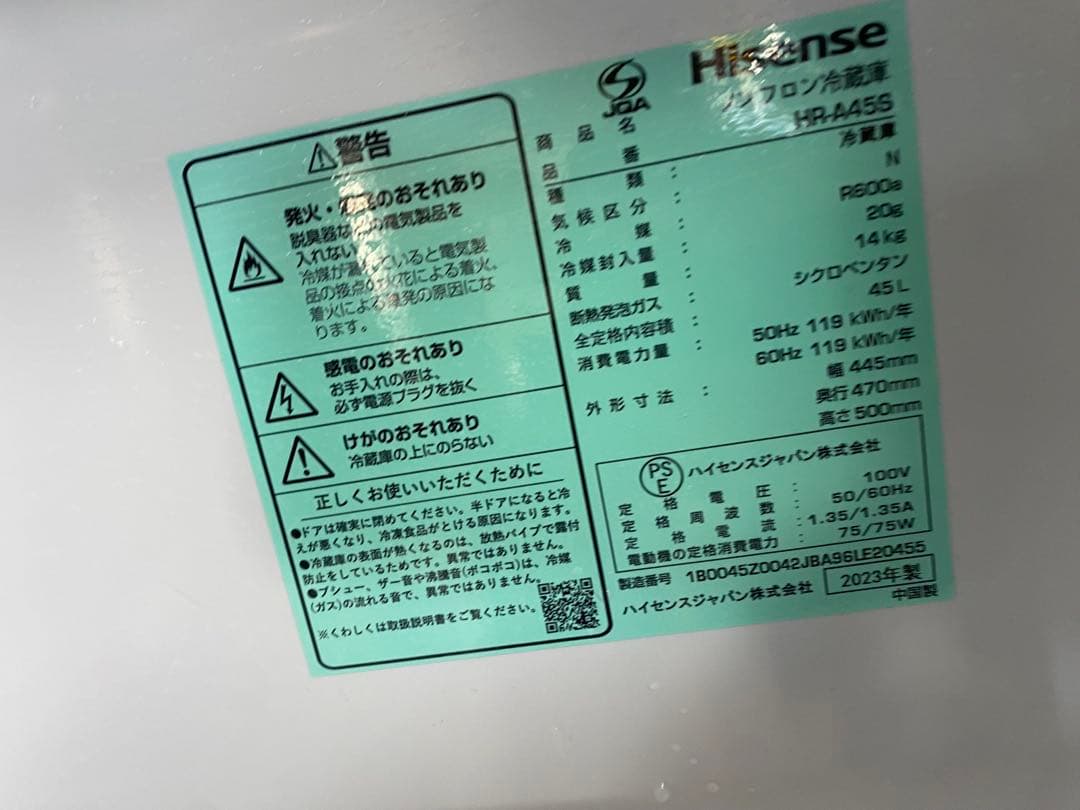 警告
発火・
のおそれあり
脱臭器な
の電気製品を
入れない
冷媒が漏れていると電気製
品の接点の火花による着火、
着火による爆発の原因にな
ります。
感電のおそれあり
お手入れの際は、
必ず電源プラグを抜く
けがのおそれあり
冷蔵庫の上にのらない
正しくお使いいただくために
●ドアは確実に閉めてください。半ドアになると冷
えが悪くなり、冷凍食品がとける原因になります。
●冷蔵庫の表面が熱くなるのは、放熱パイプで露付
防止をしているためです。異常ではありません。
●プシュー、ザー音や沸騰音(ポコポコ)は、冷媒
(ガス)の流れる音で、異常ではありません。
※くわしくは取扱説明書をご覧ください。
JQA
Hisense
商品名 ノンフロン冷蔵庫
品番 HR-A45S
種類 : 冷蔵庫
気候区分 : N
冷媒 : R600a
冷媒封入量 : 20g
質量 : 14kg
断熱発泡ガス : シクロペンタン
全定格内容積 : 45L
消費電力量 : 50Hz 119 kWh/年
60Hz 119 kWh/年
外形寸法 : 幅 445mm
奥行 470mm
高さ 500mm
PS
E
ハイセンスジャパン株式会社
定格電圧 : 100V
定格周波数 : 50/60Hz
定格電流 : 1.35/1.35A
電動機の定格消費電力 : 75/75W
製造番号 1B0045Z0042JBA96LE20455
ハイセンスジャパン株式会社 2023年製
中国製